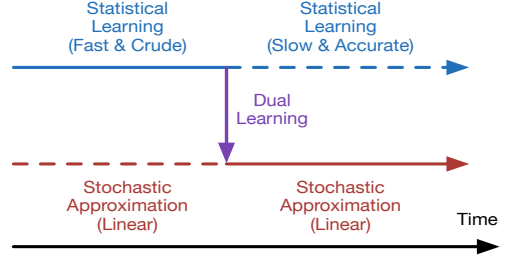 Statistical
Learning
(Fast & Crude)
Statistical
Learning
(Slow & Accurate)
Dual
Learning
Stochastic
Approximation
(Linear)
Stochastic
Approximation
(Linear)
Time